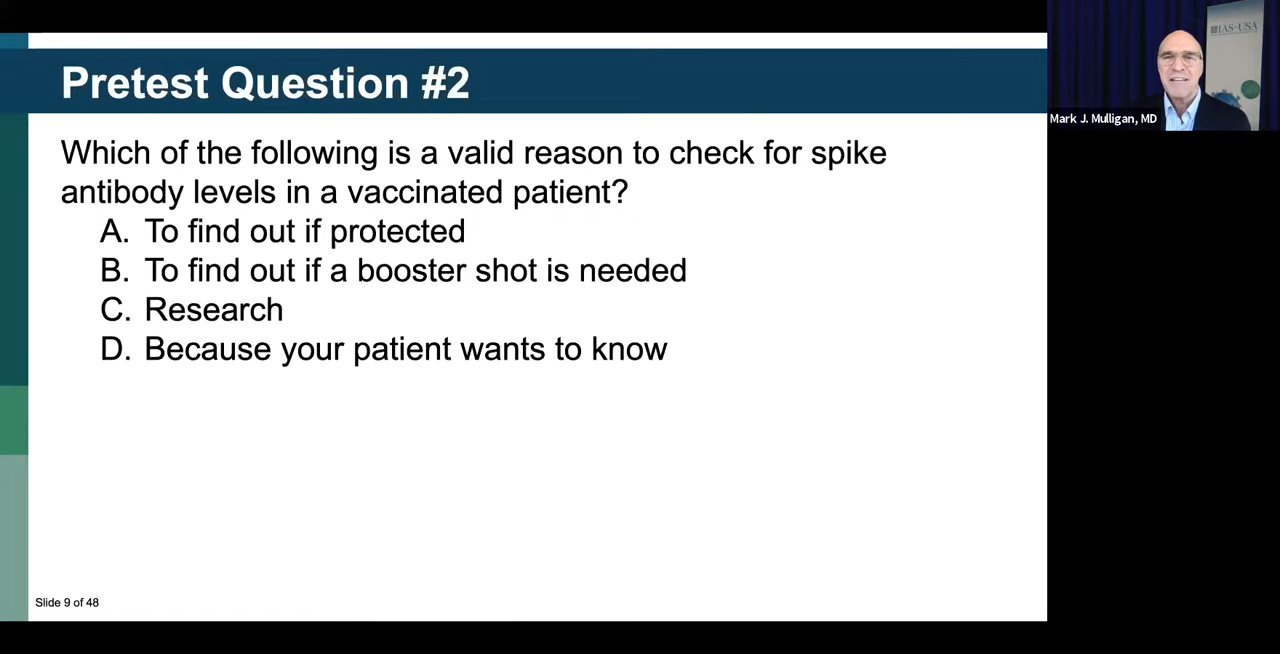 Pretest Question #2
Which of the following is a valid reason to check for spike
antibody levels in a vaccinated patient?
A. To find out if protected
B. To find out if a booster shot is needed
C. Research
D. Because your patient wants to know
Slide 9 of 48
IAS-USA
Mark J. Mulligan, MD